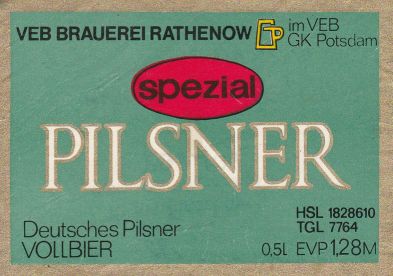 VEB BRAUEREI RATHENOW
im VEB
GK Potsdam
spezial
PILSNER
Deutsches Pilsner
VOLLBIER
HSL 1828610
TGL 7764
0,5L EVP 1,28M